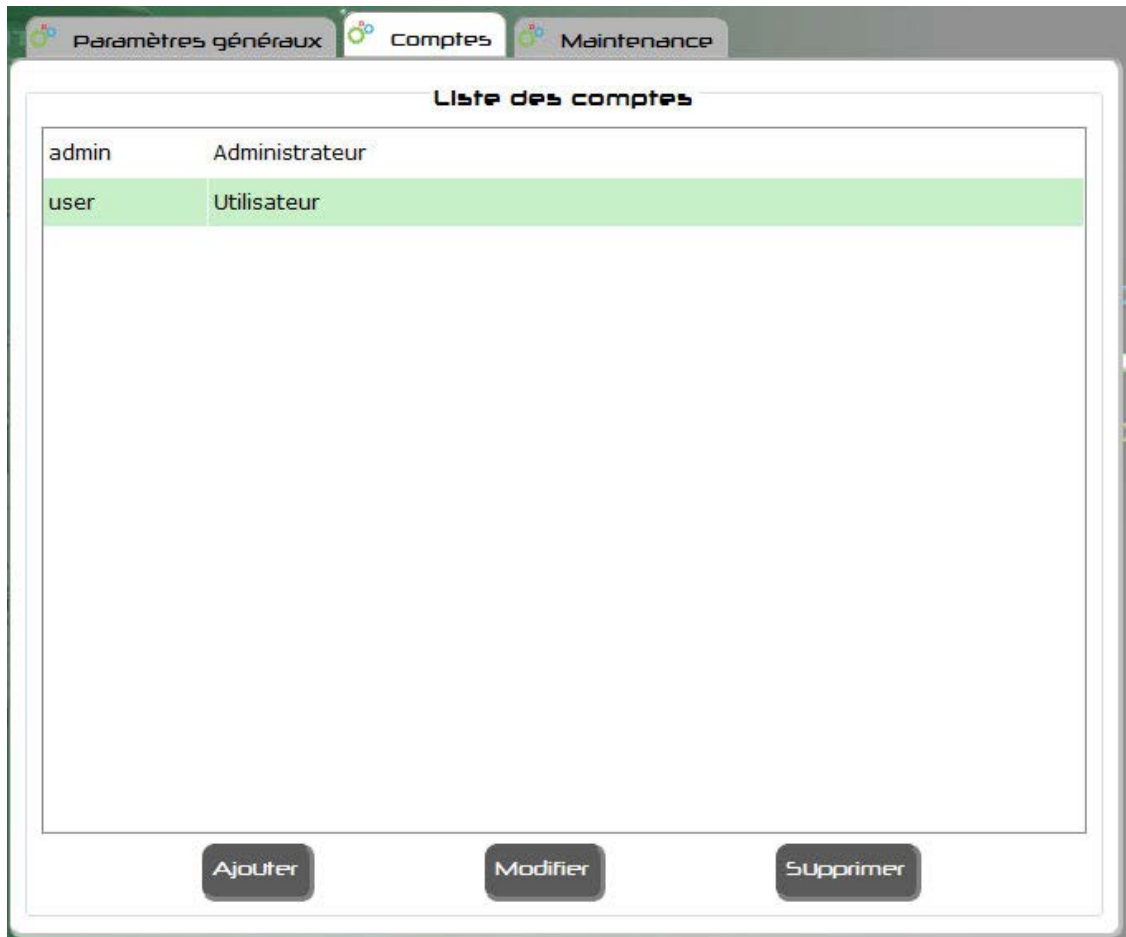 Paramètres généraux Comptes Maintenance
Liste des comptes
admin Administrateur
user Utilisateur
Ajouter Modifier Supprimer